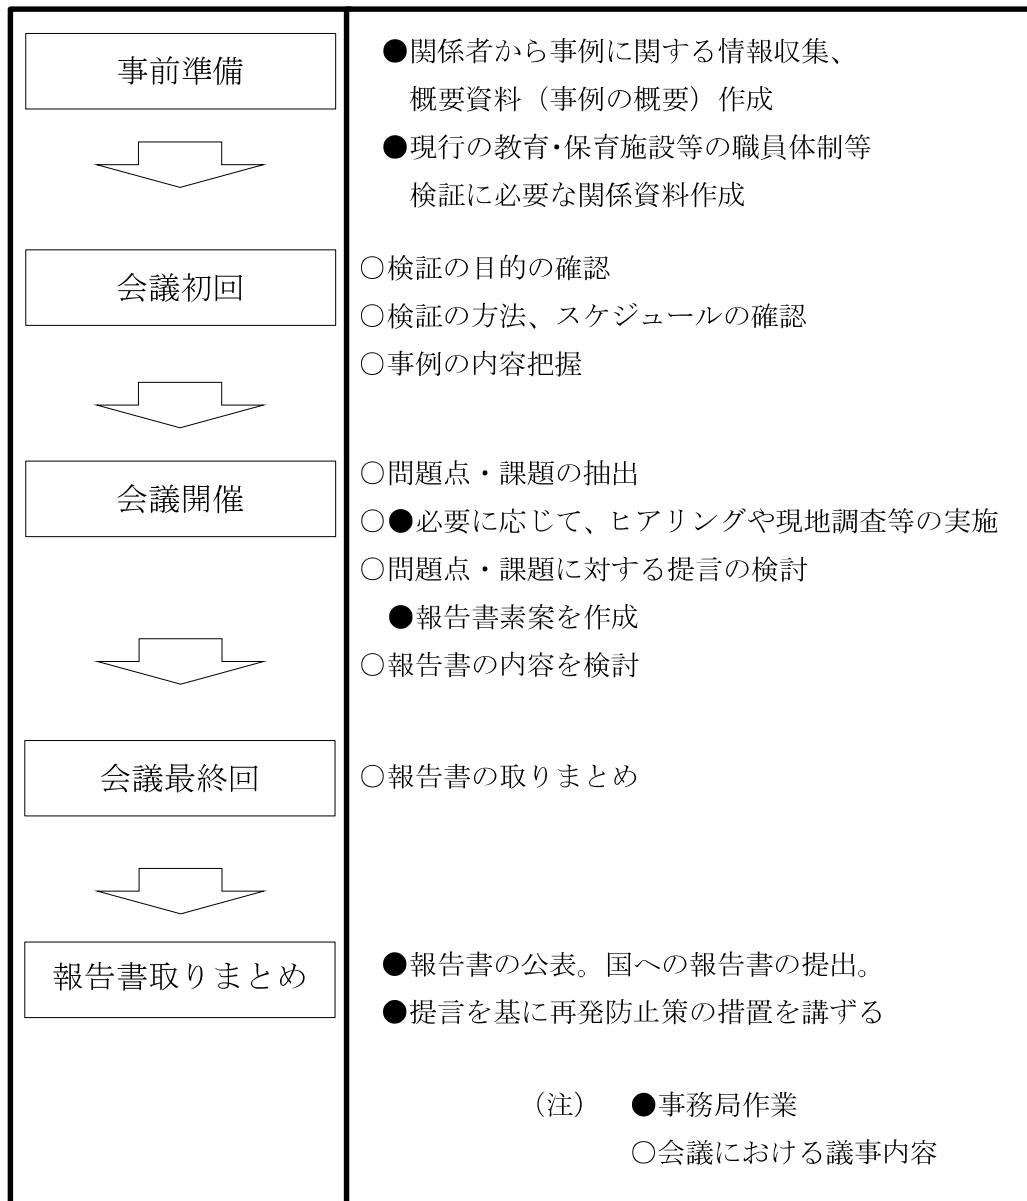 事前準備
●関係者から事例に関する情報収集、
概要資料（事例の概要）作成
●現行の教育・保育施設等の職員体制等
検証に必要な関係資料作成
会議初回
○検証の目的の確認
○検証の方法、スケジュールの確認
○事例の内容把握
会議開催
○問題点・課題の抽出
○●必要に応じて、ヒアリングや現地調査等の実施
○問題点・課題に対する提言の検討
●報告書素案を作成
○報告書の内容を検討
会議最終回
○報告書の取りまとめ
報告書取りまとめ
●報告書の公表。国への報告書の提出。
●提言を基に再発防止策の措置を講ずる
（注）　●事務局作業
○会議における議事内容